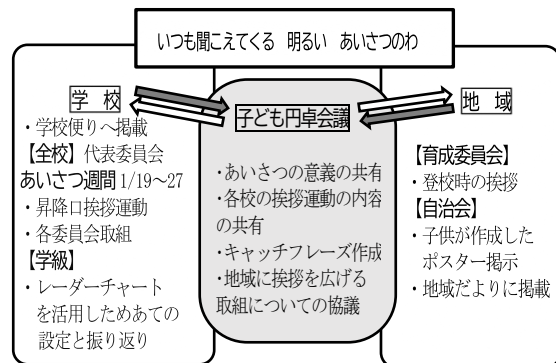 いつも聞こえてくる 明るい あいさつのわ
学 校
・学校便りへ掲載
【全校】代表委員会
あいさつ週間 1/19~27
・昇降口挨拶運動
・各委員会取組
【学級】
・レーダーチャート
を活用しためあての
設定と振り返り
子ども円卓会議
・あいさつの意義の共有
・各校の挨拶運動の内容
の共有
・キャッチフレーズ作成
・地域に挨拶を広げる
取組についての協議
地 域
【育成委員会】
・登校時の挨拶
【自治会】
・子供が作成した
ポスター掲示
・地域だよりに掲載